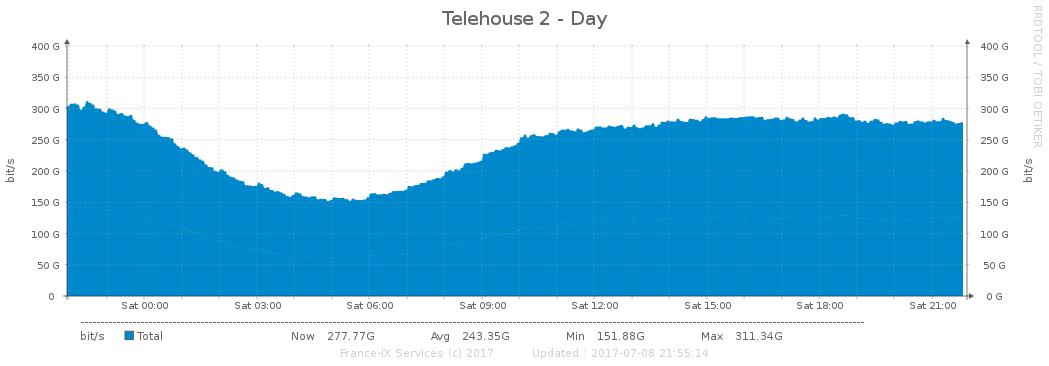 Telehouse 2 - Day
RRDTOOL / TOBI OETIKER
bit/s
400 G 400 G
350 G 350 G
300 G 300 G
250 G 250 G
200 G 200 G
150 G 150 G
100 G 100 G
50 G 50 G
0 0 G
bit/s
Sat 00:00 Sat 03:00 Sat 06:00 Sat 09:00 Sat 12:00 Sat 15:00 Sat 18:00 Sat 21:00
bit/s Total Now 277.77G Avg 243.35G Min 151.88G Max 311.34G
France-IX Services (c) 2017 Updated : 2017-07-08 21:55:14